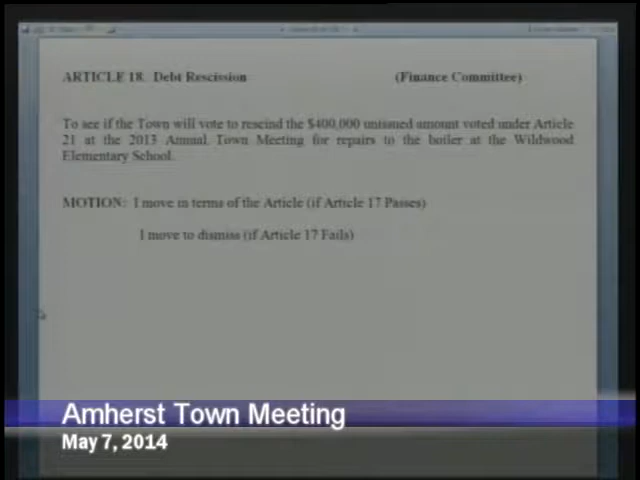 ARTICLE 18. Debt Rescission (Finance Committee)
To see if the Town will vote to rescind the $400,000 unissued amount voted under Article
21 at the 2013 Annual Town Meeting for repairs to the boiler at the Wildwood
Elementary School.
MOTION: I move in terms of the Article (if Article 17 Passes)
I move to dismiss (if Article 17 Fails)
Amherst Town Meeting
May 7, 2014